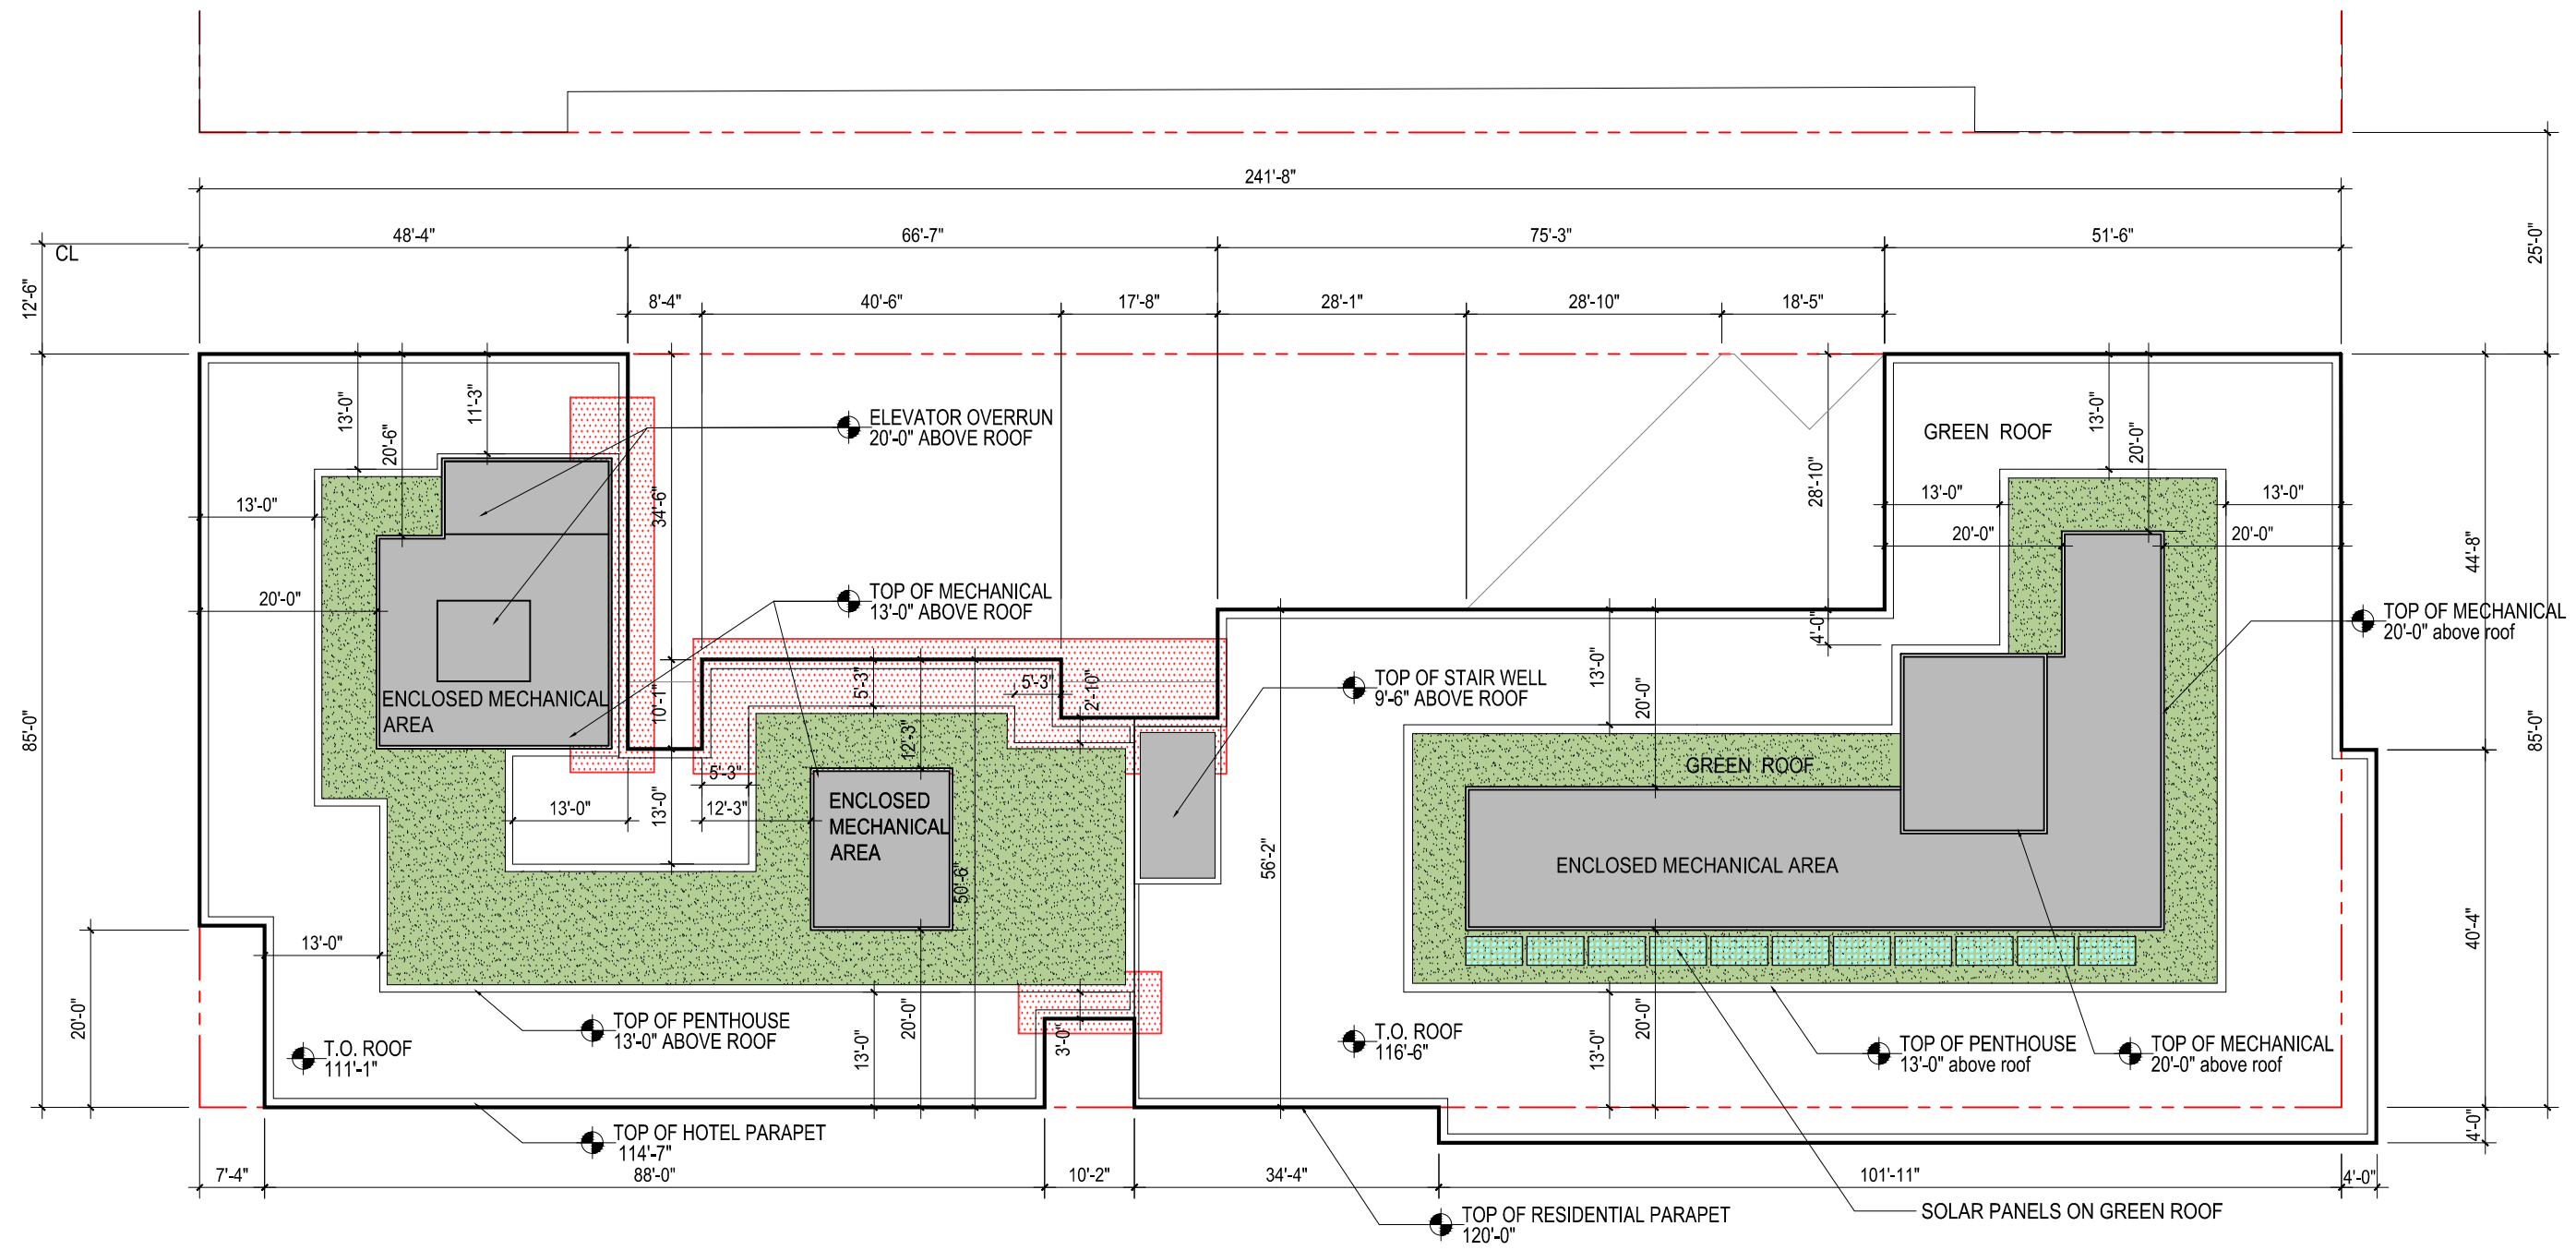 241'-8"
48'-4"
66'-7"
75'-3"
51'-6"
25'-0"
CL
12'-6"
8'-4"
40'-6"
17'-8"
28'-1"
28'-10"
18'-5"
13'-0"
20'-6"
11'-3"
ELEVATOR OVERRUN
20'-0" ABOVE ROOF
GREEN ROOF
13'-0"
20'-0"
34'-6"
28'-10"
13'-0"
13'-0"
13'-0"
20'-0"
20'-0"
44'-8"
20'-0"
TOP OF MECHANICAL
13'-0" ABOVE ROOF
TOP OF MECHANICAL
20'-0" above roof
4'-0"
ENCLOSED MECHANICAL
AREA
10'-1"
5'-3"
5'-3"
2'-10"
TOP OF STAIR WELL
9'-6" ABOVE ROOF
13'-0"
20'-0"
85'-0"
85'-0"
12'-3"
5'-3"
GREEN ROOF
13'-0"
13'-0"
12'-3"
ENCLOSED
MECHANICAL
AREA
50'-6"
56'-2"
ENCLOSED MECHANICAL AREA
13'-0"
40'-4"
20'-0"
TOP OF PENTHOUSE
13'-0" ABOVE ROOF
T.O. ROOF
111'-1"
13'-0"
20'-0"
3'-0"
T.O. ROOF
116'-6"
13'-0"
20'-0"
TOP OF PENTHOUSE
13'-0" above roof
TOP OF MECHANICAL
20'-0" above roof
TOP OF HOTEL PARAPET
114'-7"
4'-0"
7'-4"
88'-0"
10'-2"
34'-4"
101'-11"
4'-0"
TOP OF RESIDENTIAL PARAPET
120'-0"
SOLAR PANELS ON GREEN ROOF